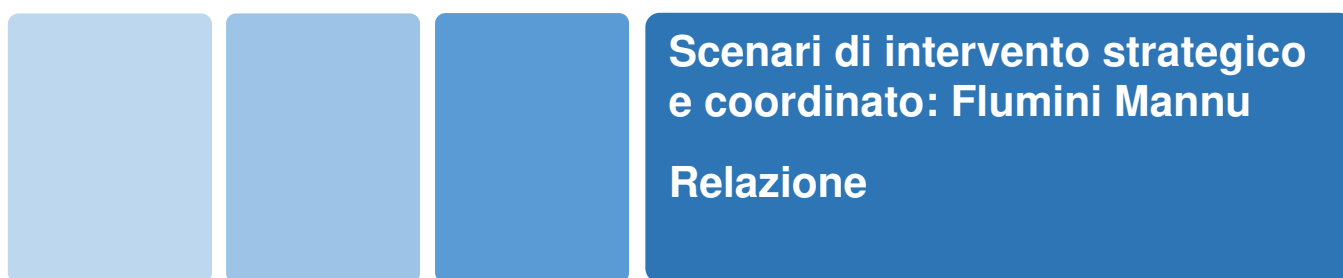 Scenari di intervento strategico
e coordinato: Flumini Mannu
Relazione